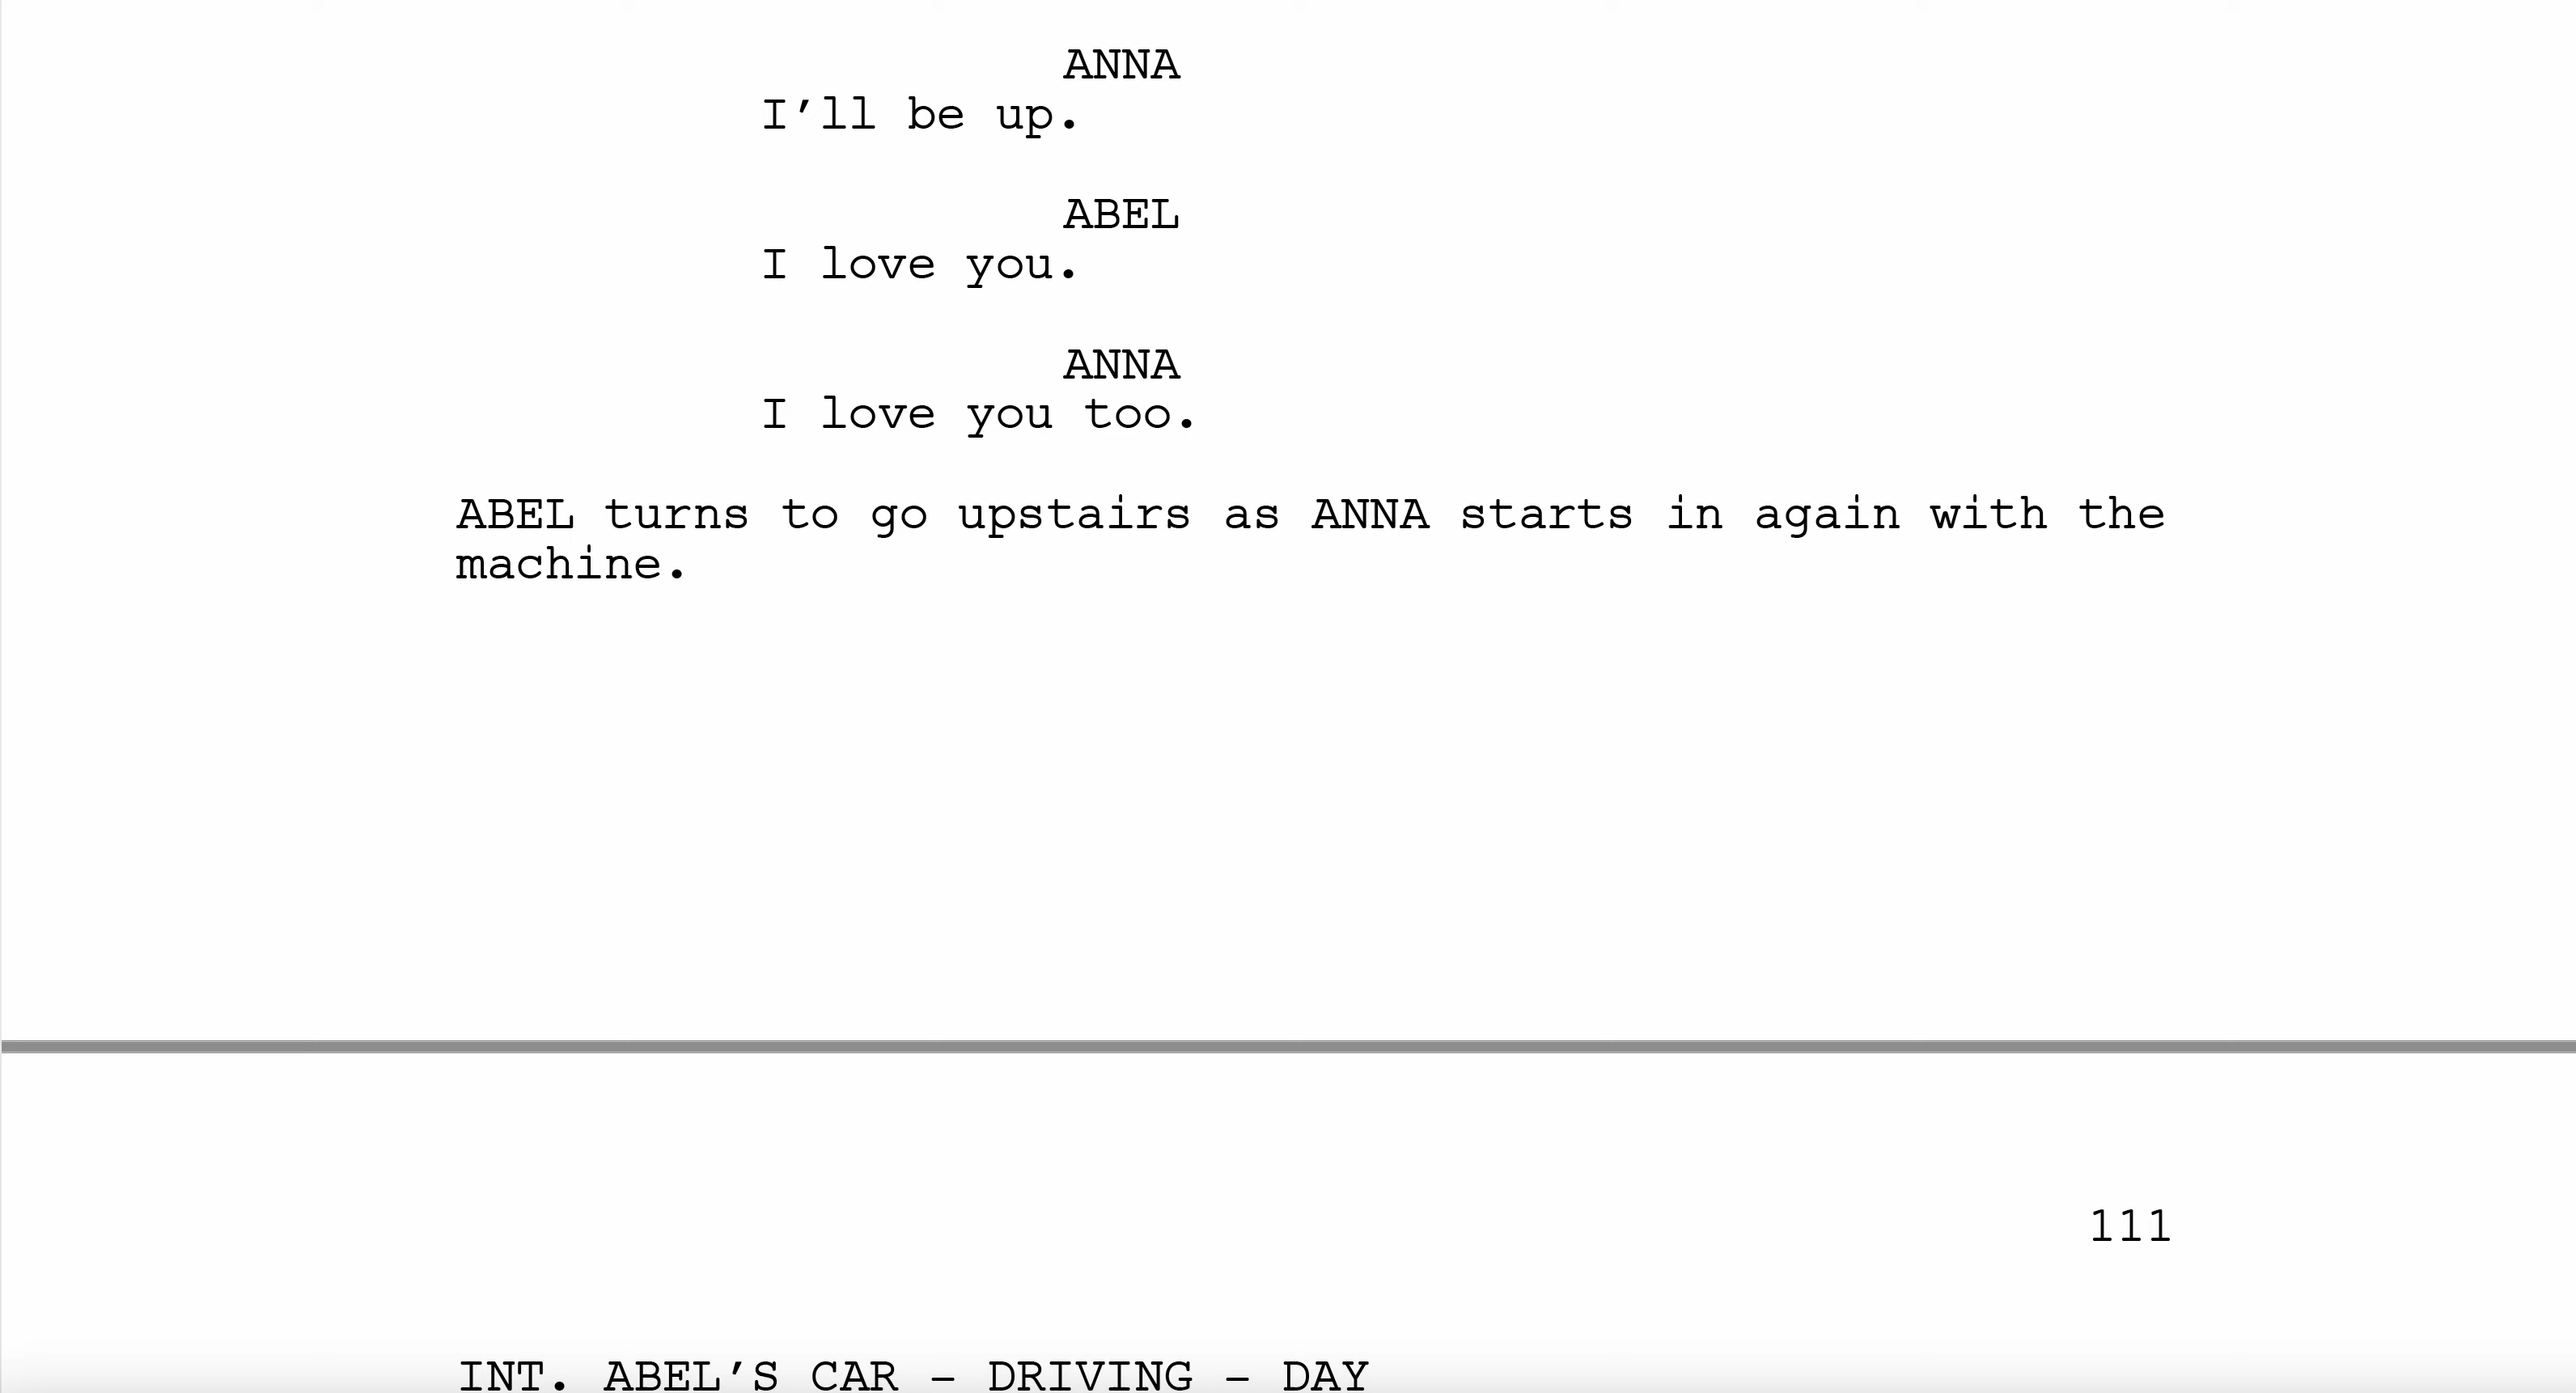 ANNA
I’ll be up.
ABEL
I love you.
ANNA
I love you too.
ABEL turns to go upstairs as ANNA starts in again with the
machine.
111
INT. ABEL’S CAR – DRIVING – DAY